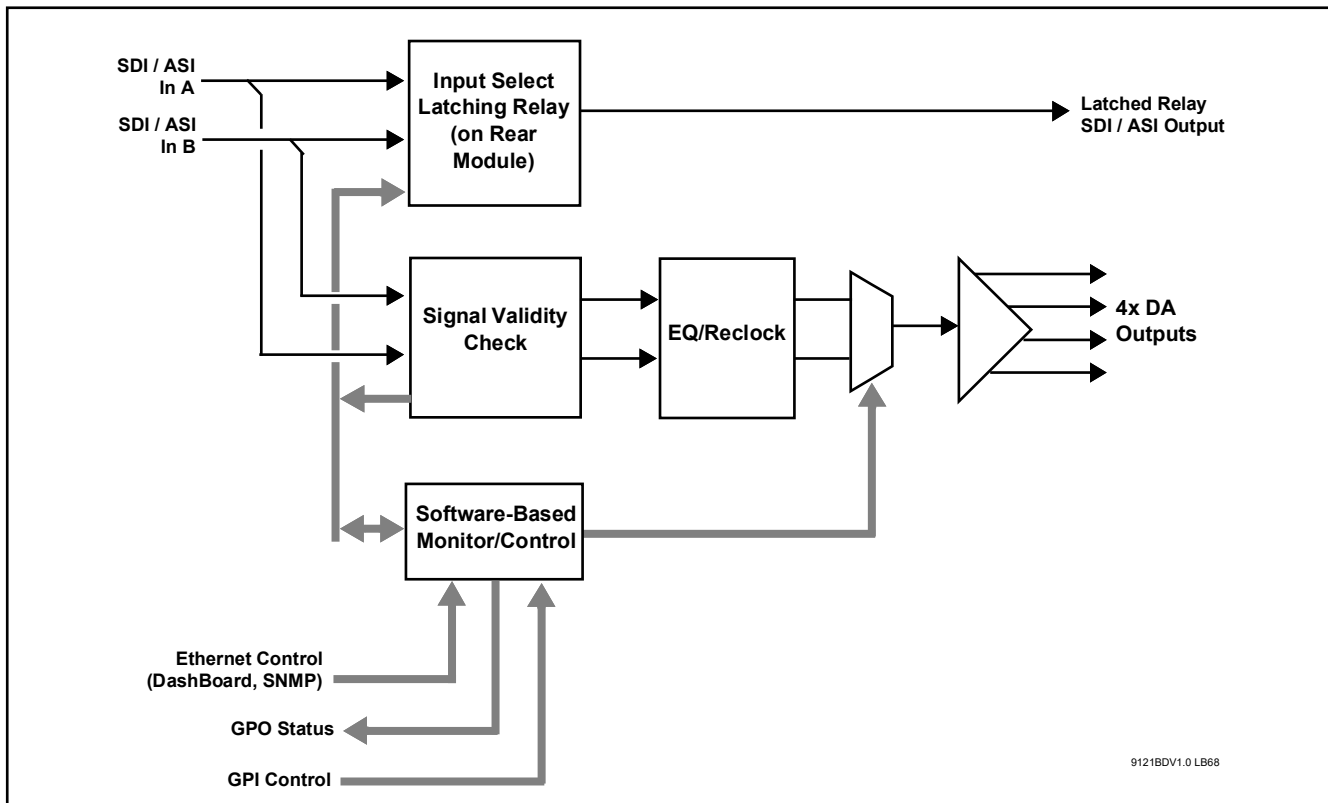 SDI / ASI
In A
SDI / ASI
In B
Input Select
Latching Relay
(on Rear
Module)
Latched Relay
SDI / ASI Output
Signal Validity
Check
EQ/Reclock
4x DA
Outputs
Software-Based
Monitor/Control
Ethernet Control
(DashBoard, SNMP)
GPO Status
GPI Control
9121BDV1.0 LB68